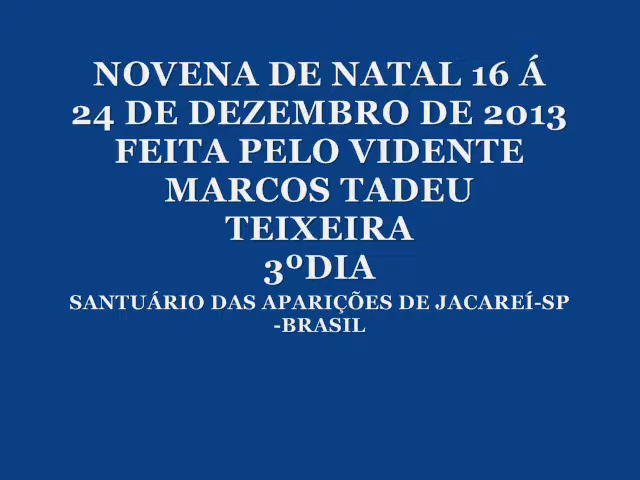 NOVENA DE NATAL 16 Á
24 DE DEZEMBRO DE 2013
FEITA PELO VIDENTE
MARCOS TADEU
TEIXEIRA
3ºDIA
SANTUÁRIO DAS APARIÇÕES DE JACAREÍ-SP
-BRASIL